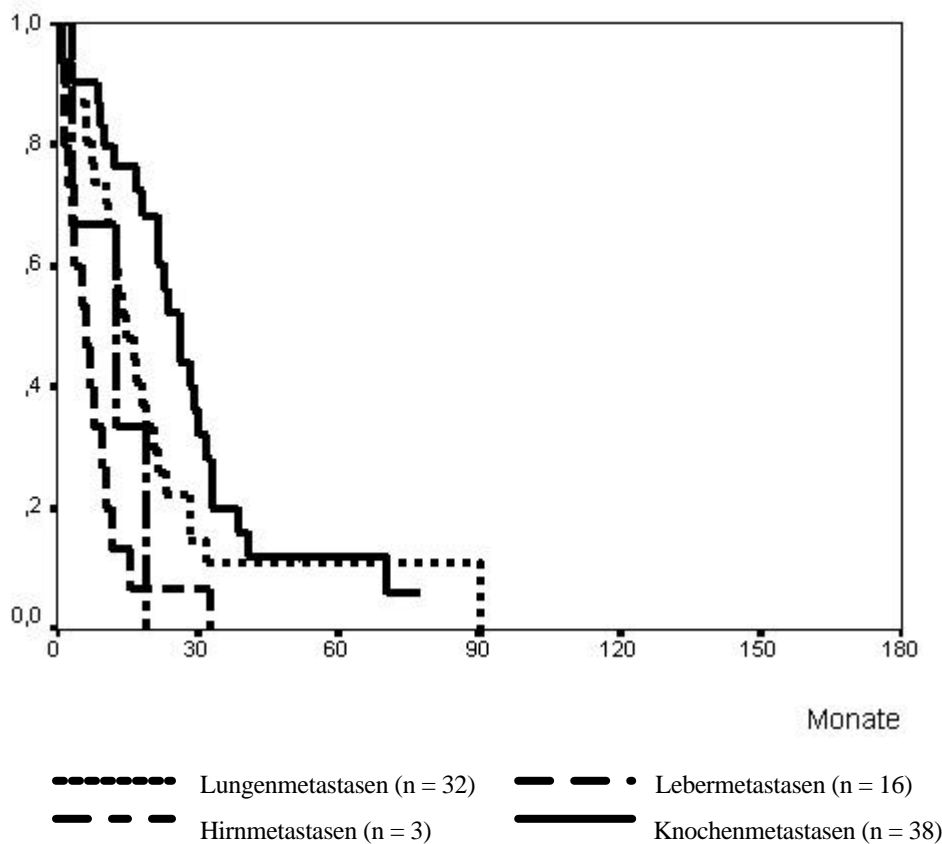 1,0
,8
,6
,4
,2
0,0
0 30 60 90 120 150 180
Monate
Lungenmetastasen (n = 32) Lebermetastasen (n = 16)
Hirnmetastasen (n = 3) Knochenmetastasen (n = 38)